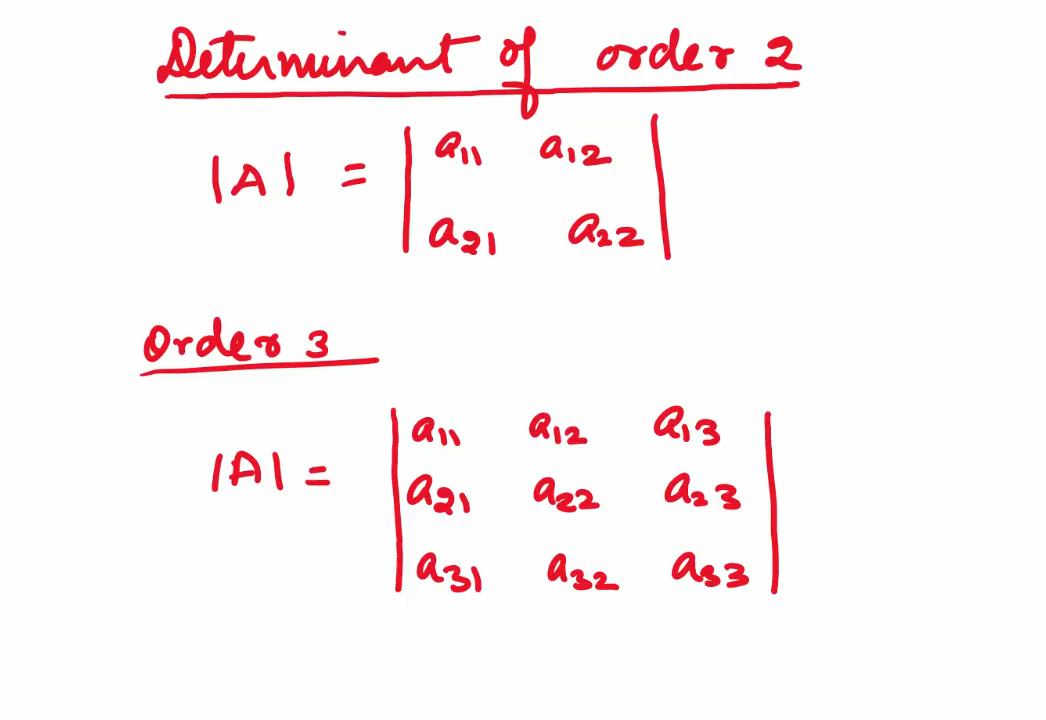 Determinant of order 2
|A| = | a11 a12 |
| a21 a22 |
Order 3
| a11 a12 a13 |
|A| = | a21 a22 a23 |
| a31 a32 a33 |